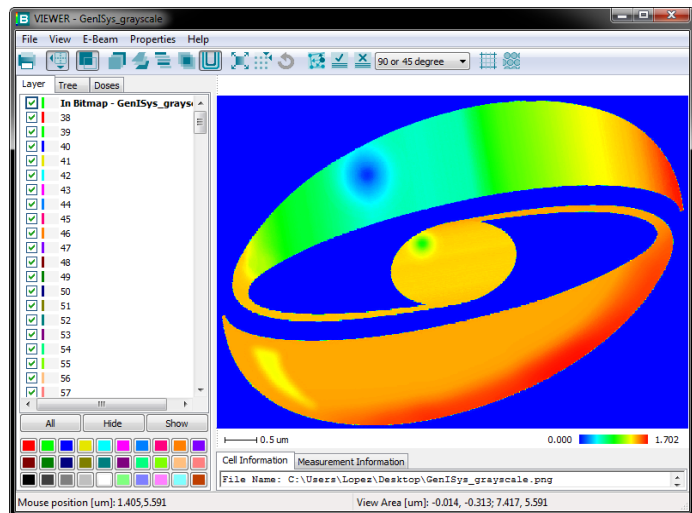 VIEWER - GenISys_grayscale
File View E-Beam Properties Help
90 or 45 degree
Layer Tree Doses
In Bitmap - GenISys_grays
38
39
40
41
42
43
44
45
46
47
48
49
50
51
52
53
54
55
56
57
All Hide Show
0.5 um
0.000 1.702
Cell Information Measurement Information
File Name: C:\Users\Lopez\Desktop\GenISys_grayscale.png
Mouse position [um]: 1.405,5.591 View Area [um]: -0.014, -0.313; 7.417, 5.591